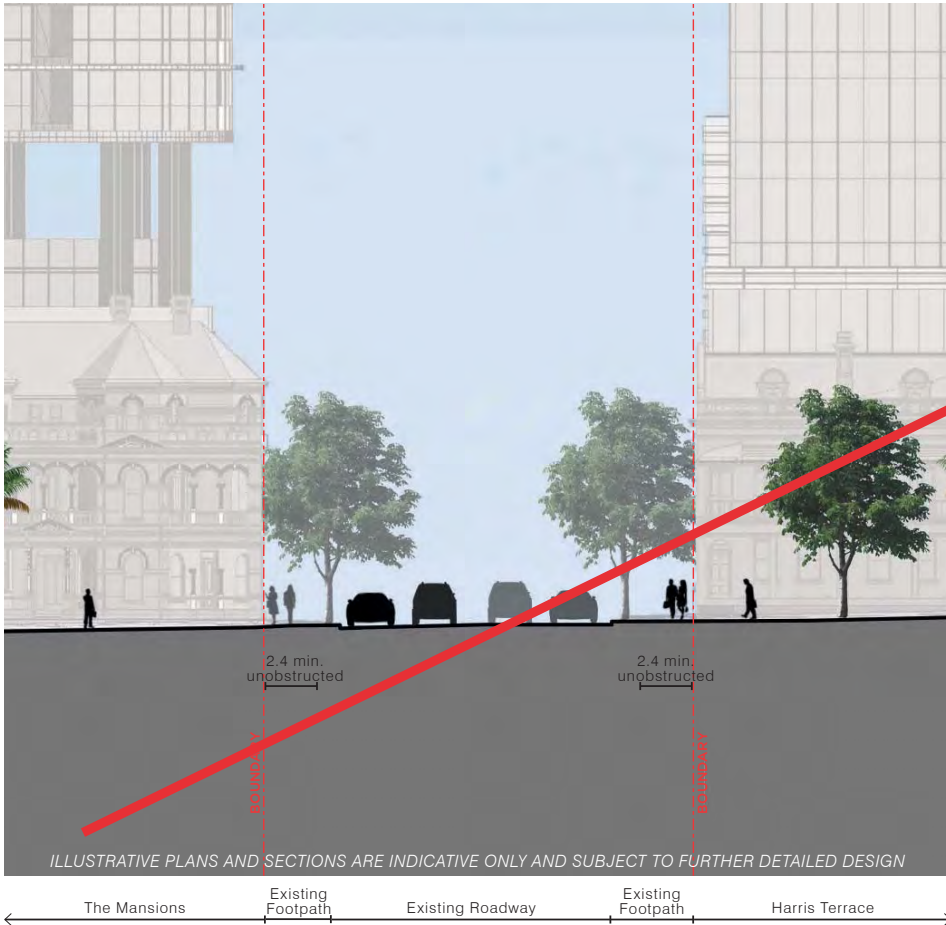 2.4 min.
unobstructed
2.4 min.
unobstructed
BOUNDARY
BOUNDARY
ILLUSTRATIVE PLANS AND SECTIONS ARE INDICATIVE ONLY AND SUBJECT TO FURTHER DETAILED DESIGN
The Mansions
Existing
Footpath
Existing Roadway
Existing
Footpath
Harris Terrace